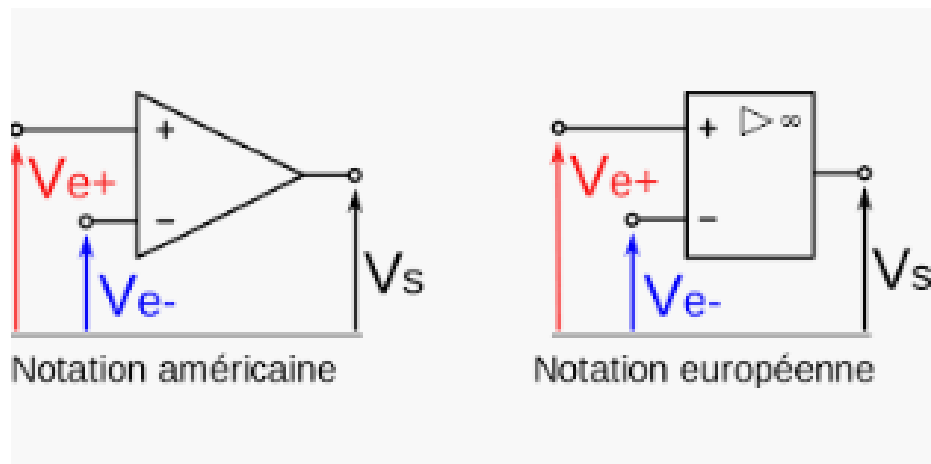 +
Ve+
−
Ve-
Vs
Notation américaine
+ ▷ ∞
Ve+
−
Ve-
Vs
Notation européenne